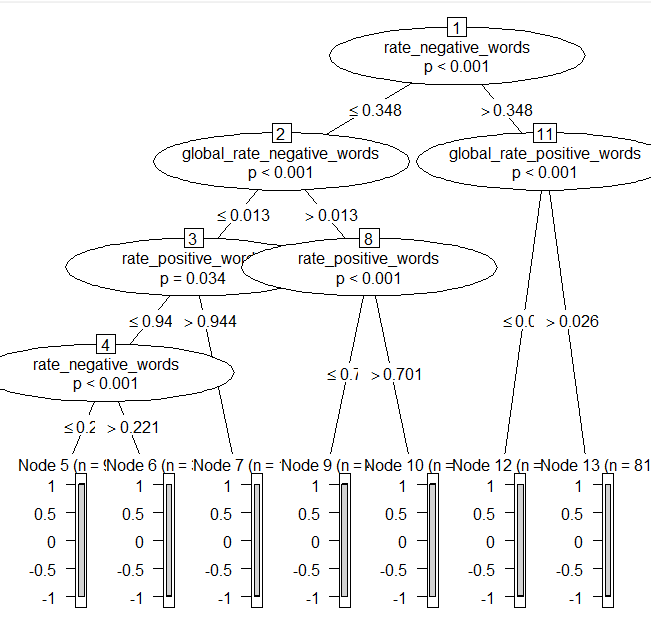 1
rate_negative_words
p < 0.001
≤ 0.348
> 0.348
2
global_rate_negative_words
p < 0.001
11
global_rate_positive_words
p < 0.001
≤ 0.013
> 0.013
3
p = 0.034
8
rate_positive_words
p < 0.001
≤ 0.94
> 0.944
≤ 0.0
> 0.026
4
rate_negative_words
p < 0.001
≤ 0.7
> 0.701
≤ 0.2
> 0.221
Node 5 (n =
Node 6 (n =
Node 7 (n =
Node 9 (n =
Node 10 (n =
Node 12 (n =
Node 13 (n = 81
1
0.5
0
-0.5
-1
1
0.5
0
-0.5
-1
1
0.5
0
-0.5
-1
1
0.5
0
-0.5
-1
1
0.5
0
-0.5
-1
1
0.5
0
-0.5
-1
1
0.5
0
-0.5
-1